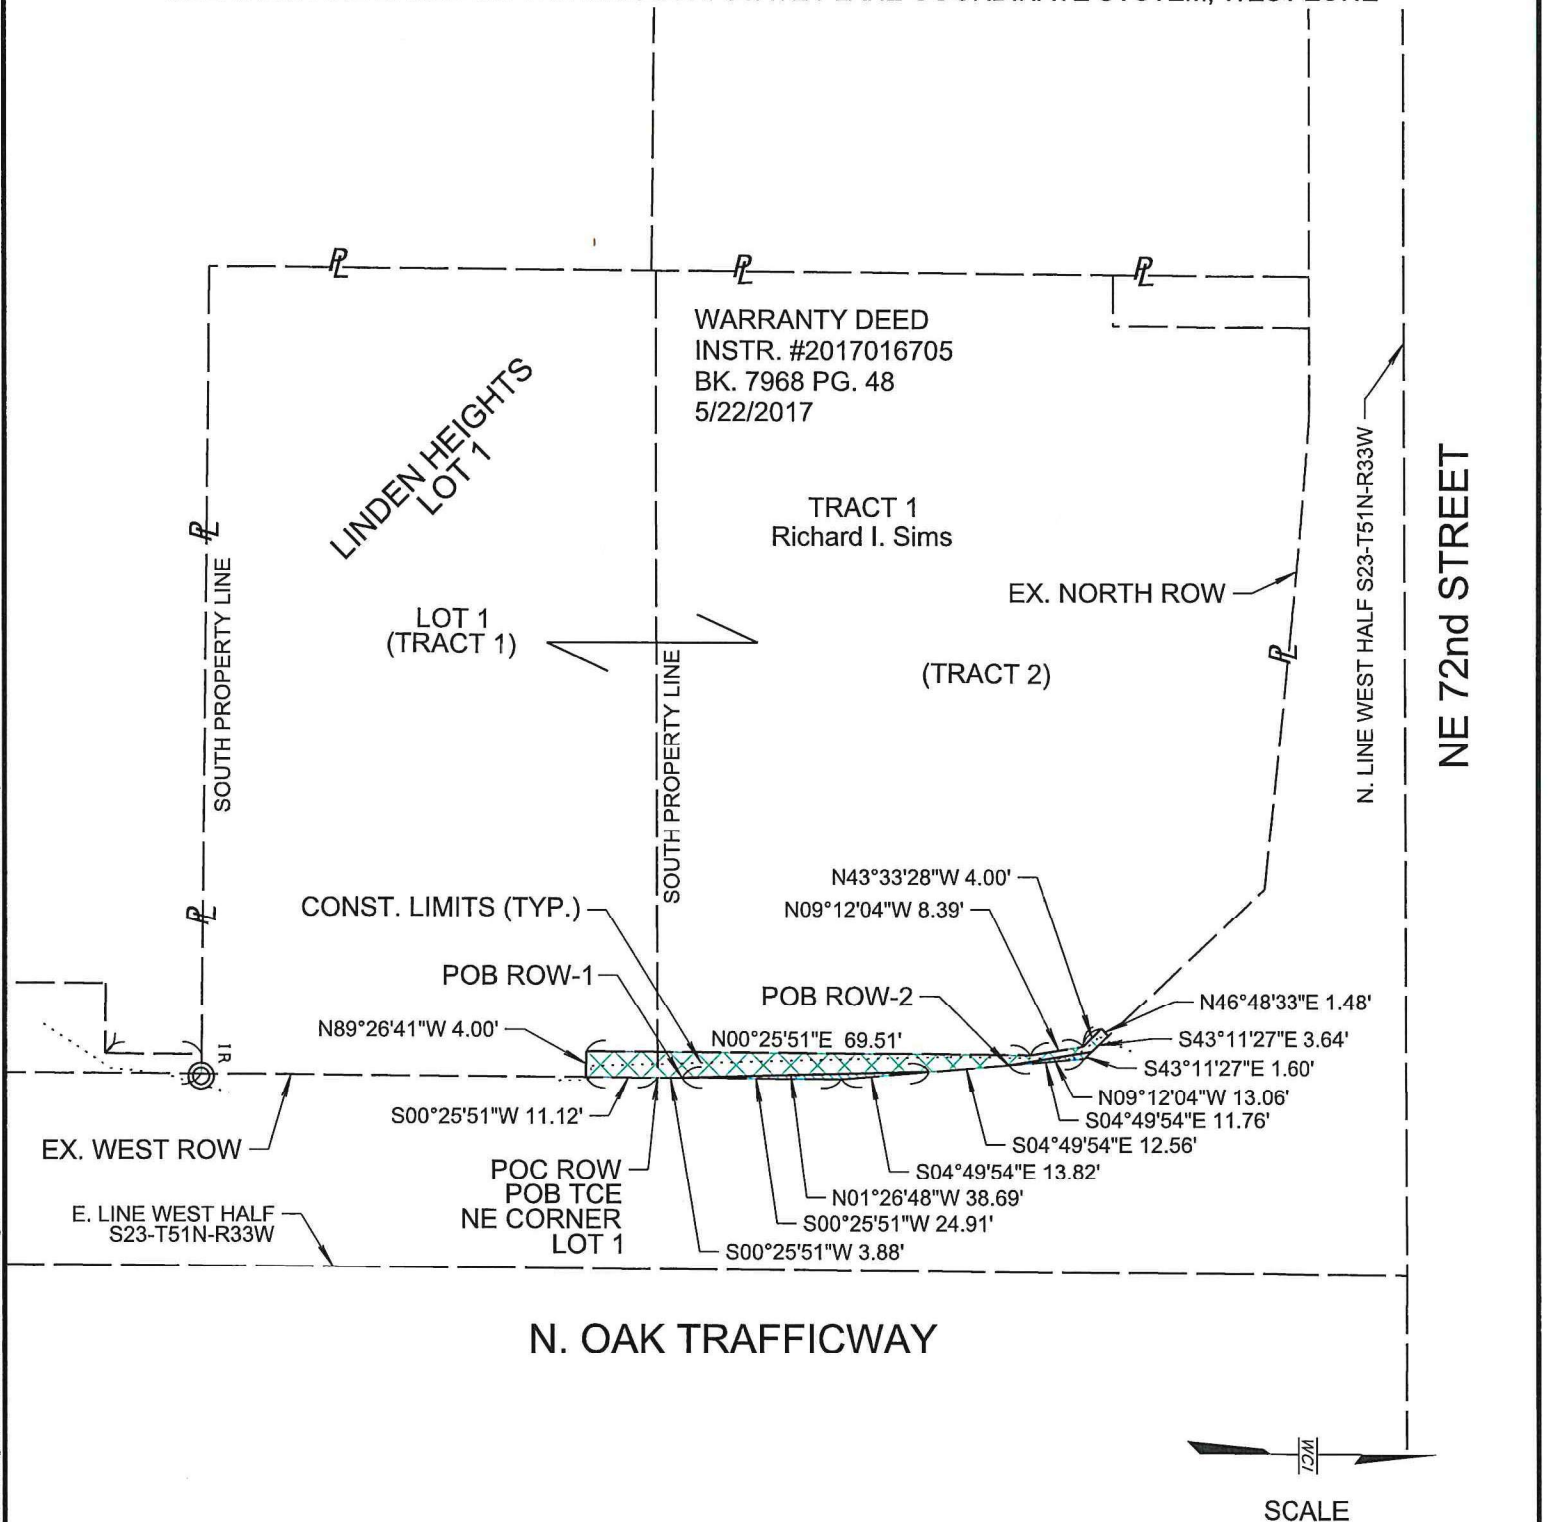 WARRANTY DEED
INSTR. #2017016705
BK. 7968 PG. 48
5/22/2017
LINDEN HEIGHTS
LOT 1
TRACT 1
Richard I. Sims
EX. NORTH ROW
LOT 1
(TRACT 1)
(TRACT 2)
SOUTH PROPERTY LINE
SOUTH PROPERTY LINE
N. LINE WEST HALF S23-T51N-R33W
NE 72nd STREET
N43°33'28"W 4.00'
N09°12'04"W 8.39'
CONST. LIMITS (TYP.)
POB ROW-1
POB ROW-2
N46°48'33"E 1.48'
N89°26'41"W 4.00'
N00°25'51"E 69.51'
S43°11'27"E 3.64'
IR
S43°11'27"E 1.60'
N09°12'04"W 13.06'
S00°25'51"W 11.12'
S04°49'54"E 11.76'
EX. WEST ROW
S04°49'54"E 12.56'
S04°49'54"E 13.82'
POC ROW
POB TCE
NE CORNER
LOT 1
N01°26'48"W 38.69'
S00°25'51"W 24.91'
S00°25'51"W 3.88'
E. LINE WEST HALF
S23-T51N-R33W
N. OAK TRAFFICWAY
WCI
SCALE